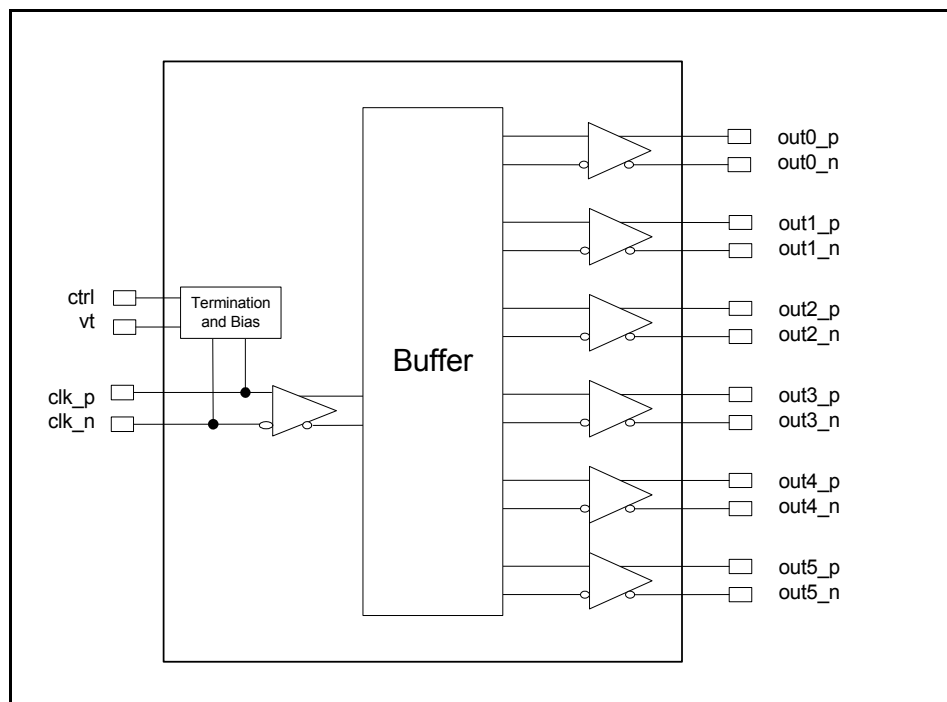 ctrl
vt
clk_p
clk_n
Termination
and Bias
Buffer
out0_p
out0_n
out1_p
out1_n
out2_p
out2_n
out3_p
out3_n
out4_p
out4_n
out5_p
out5_n